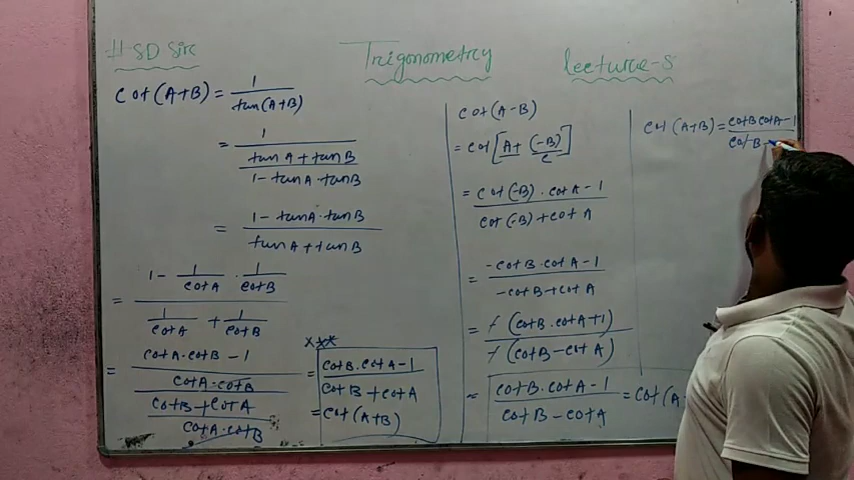 # SD Sir
Trigonometry
lecture-5
cot(A+B) = 1 / tan(A+B)
= 1 / ((tanA + tanB) / (1 - tanA·tanB))
= (1 - tanA·tanB) / (tanA + tanB)
= (1 - 1/cotA · 1/cotB) / (1/cotA + 1/cotB)
= ((cotA·cotB - 1) / (cotA·cotB)) / ((cotB + cotA) / (cotA·cotB))
= (cotB·cotA - 1) / (cotB + cotA)
= cot(A+B)
cot(A-B)
= cot[A + (-B)]
= (cot(-B)·cotA - 1) / (cot(-B) + cotA)
= (-cotB·cotA - 1) / (-cotB + cotA)
= -(cotB·cotA + 1) / -(cotB - cotA)
= (cotB·cotA - 1) / (cotB - cotA) = cot(A
cot(A+B) = (cotB cotA - 1) / (cotB